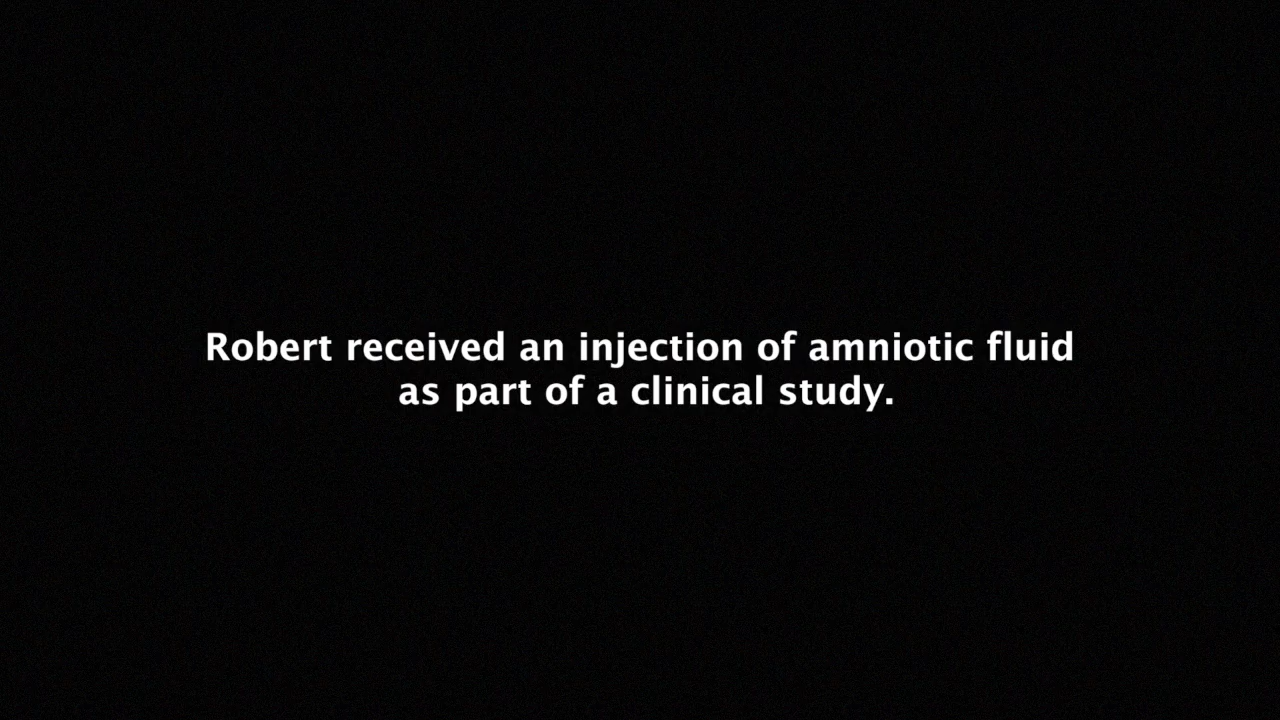 Robert received an injection of amniotic fluid
as part of a clinical study.